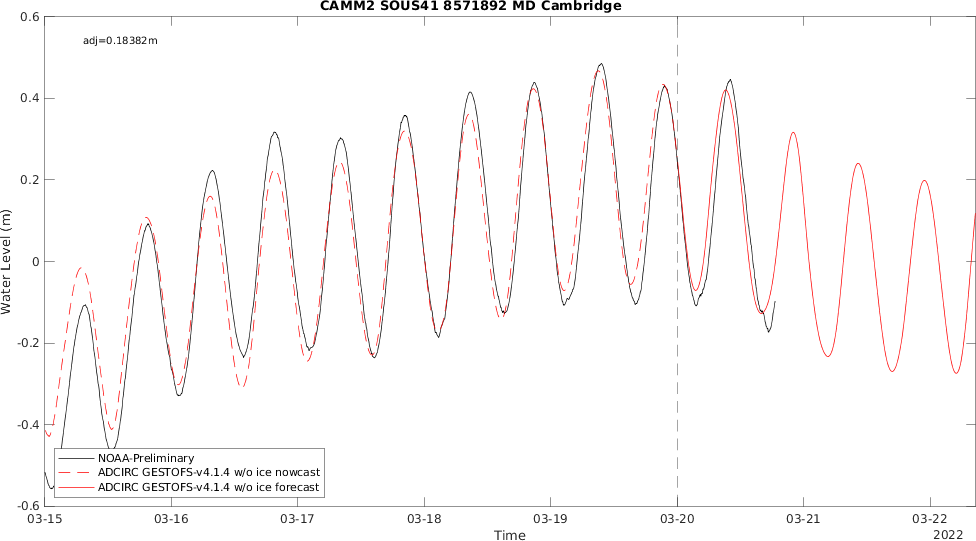 CAMM2 SOUS41 8571892 MD Cambridge
adj=0.18382m
0.6
0.4
0.2
0
-0.2
-0.4
-0.6
Water Level (m)
NOAA-Preliminary
ADCIRC GESTOFS-v4.1.4 w/o ice nowcast
ADCIRC GESTOFS-v4.1.4 w/o ice forecast
03-15 03-16 03-17 03-18 03-19 03-20 03-21 03-22
Time
2022